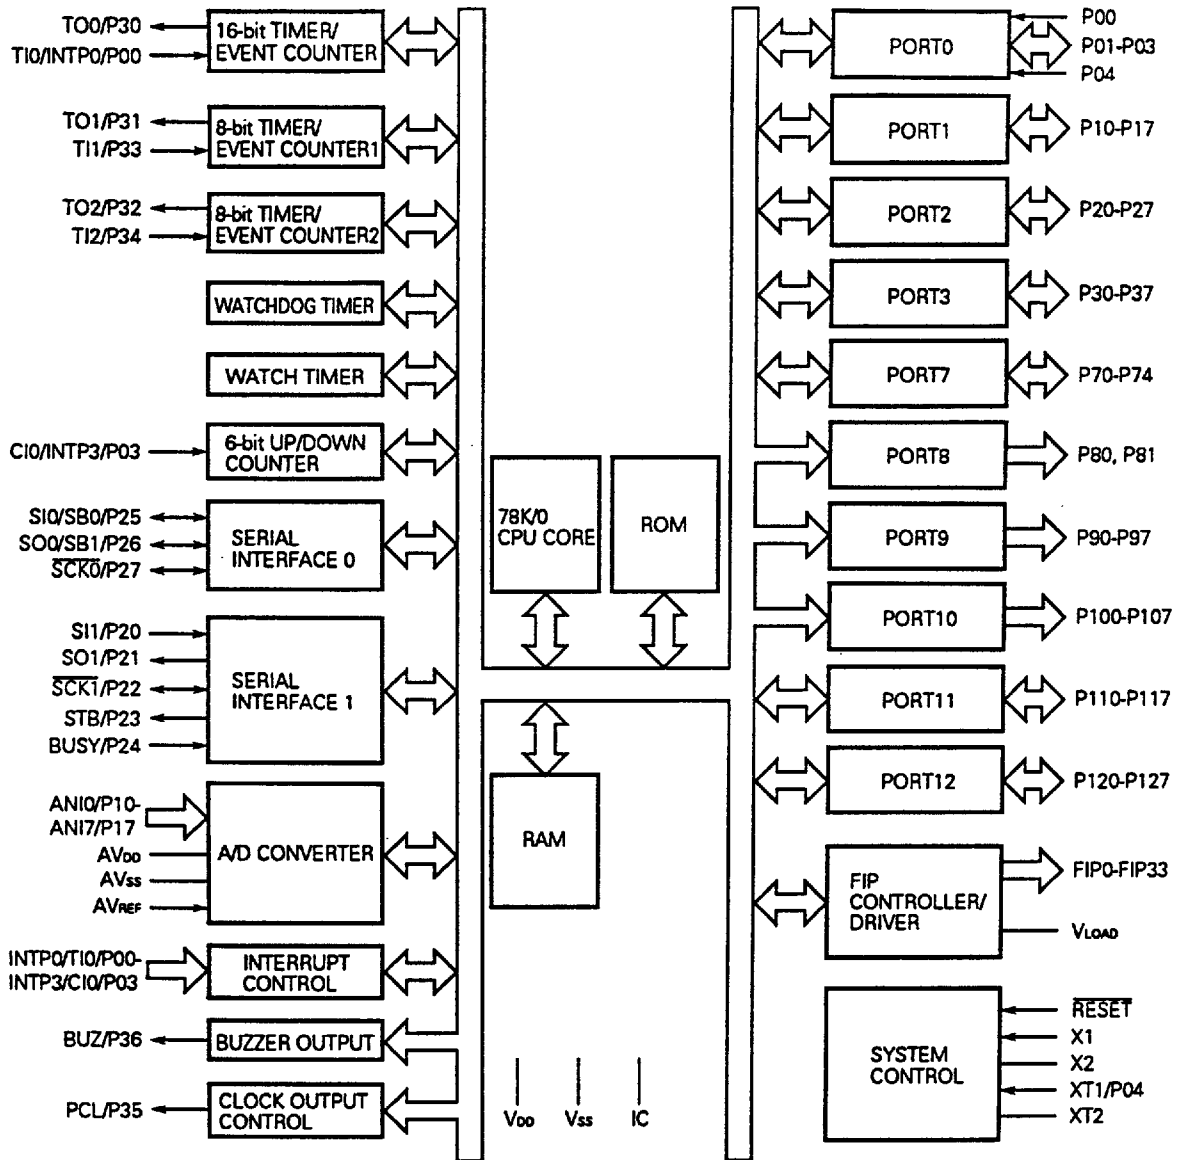 TO0/P30
TI0/INTP0/P00
16-bit TIMER/
EVENT COUNTER
TO1/P31
TI1/P33
8-bit TIMER/
EVENT COUNTER1
TO2/P32
TI2/P34
8-bit TIMER/
EVENT COUNTER2
WATCHDOG TIMER
WATCH TIMER
CI0/INTP3/P03
6-bit UP/DOWN
COUNTER
SI0/SB0/P25
SO0/SB1/P26
SCK0/P27
SERIAL
INTERFACE 0
SI1/P20
SO1/P21
SCK1/P22
STB/P23
BUSY/P24
SERIAL
INTERFACE 1
ANI0/P10-
ANI7/P17
AVDD
AVSS
AVREF
A/D CONVERTER
INTP0/TI0/P00-
INTP3/CI0/P03
INTERRUPT
CONTROL
BUZ/P36
BUZZER OUTPUT
PCL/P35
CLOCK OUTPUT
CONTROL
78K/0
CPU CORE
ROM
RAM
VDD
VSS
IC
PORT0
P00
P01-P03
P04
PORT1
P10-P17
PORT2
P20-P27
PORT3
P30-P37
PORT7
P70-P74
PORT8
P80, P81
PORT9
P90-P97
PORT10
P100-P107
PORT11
P110-P117
PORT12
P120-P127
FIP
CONTROLLER/
DRIVER
FIP0-FIP33
VLOAD
SYSTEM
CONTROL
RESET
X1
X2
XT1/P04
XT2